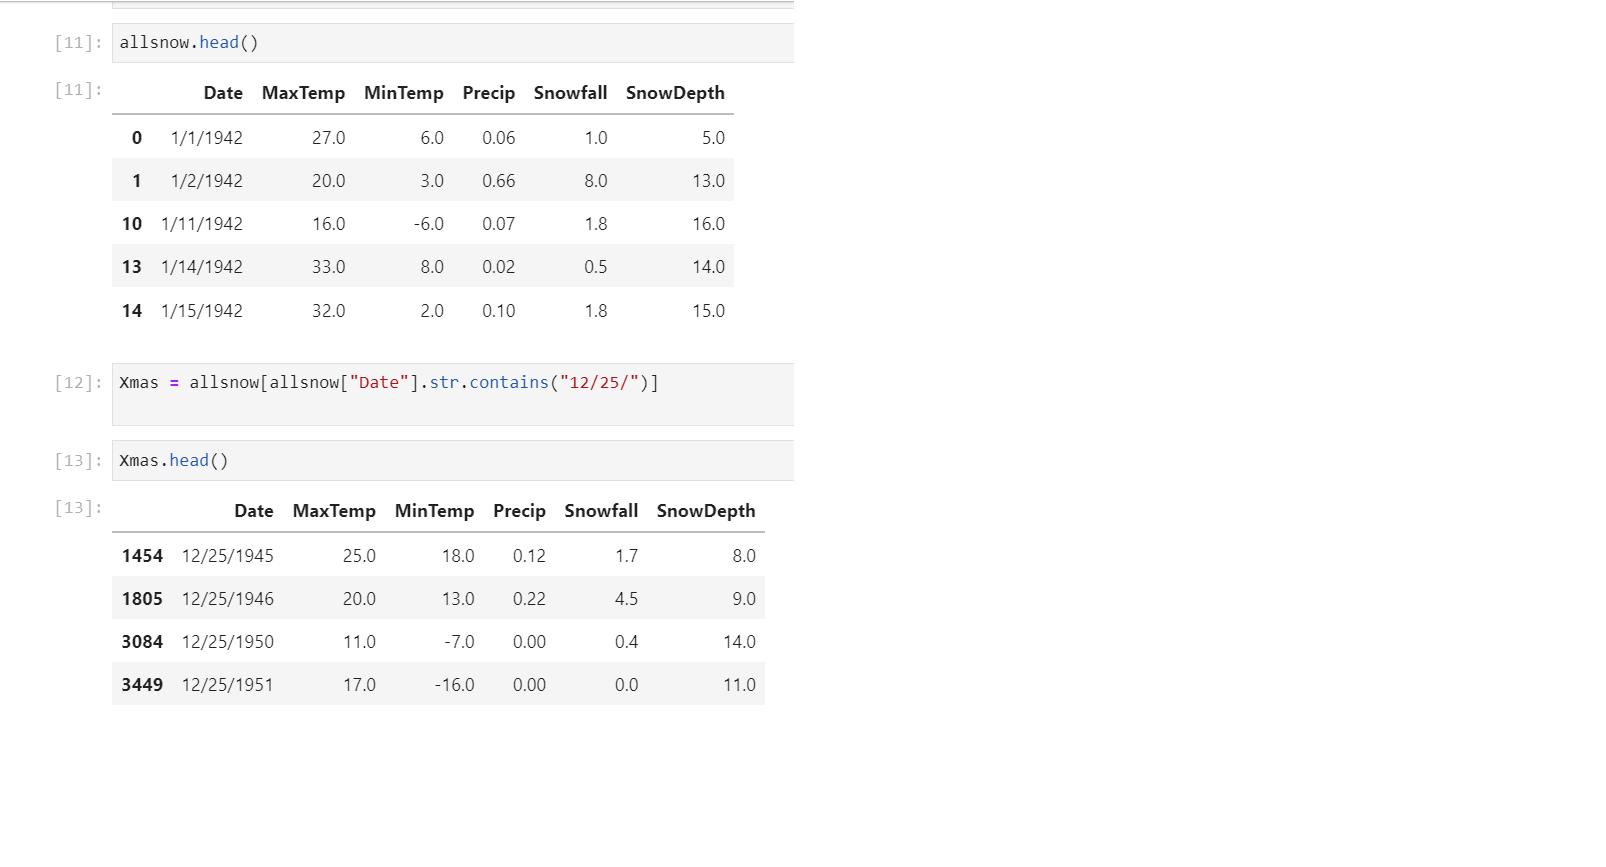 [11]: allsnow.head()
[11]:
Date MaxTemp MinTemp Precip Snowfall SnowDepth
0 1/1/1942 27.0 6.0 0.06 1.0 5.0
1 1/2/1942 20.0 3.0 0.66 8.0 13.0
10 1/11/1942 16.0 -6.0 0.07 1.8 16.0
13 1/14/1942 33.0 8.0 0.02 0.5 14.0
14 1/15/1942 32.0 2.0 0.10 1.8 15.0
[12]: Xmas = allsnow[allsnow["Date"].str.contains("12/25/")]
[13]: Xmas.head()
[13]:
Date MaxTemp MinTemp Precip Snowfall SnowDepth
1454 12/25/1945 25.0 18.0 0.12 1.7 8.0
1805 12/25/1946 20.0 13.0 0.22 4.5 9.0
3084 12/25/1950 11.0 -7.0 0.00 0.4 14.0
3449 12/25/1951 17.0 -16.0 0.00 0.0 11.0